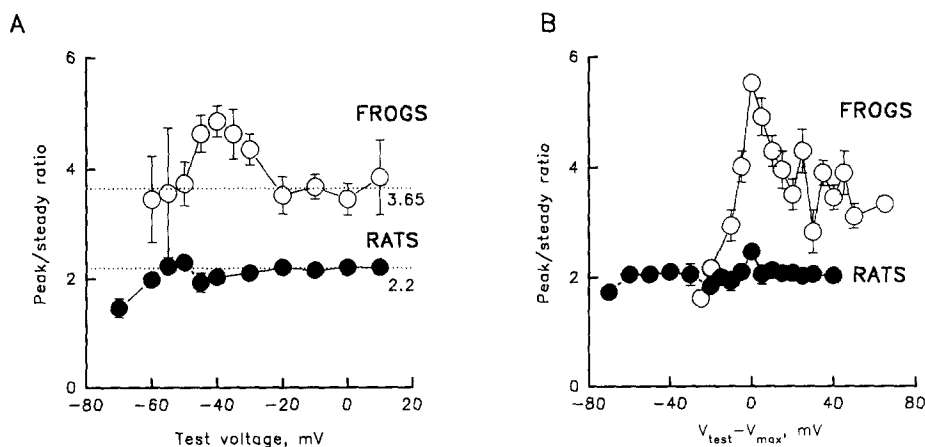 A
Peak/steady ratio
6
4
2
0
FROGS
3.65
RATS
2.2
−80 −60 −40 −20 0 20
Test voltage, mV
B
Peak/steady ratio
6
4
2
0
FROGS
RATS
−80 −40 0 40 80
Vtest−Vmax, mV